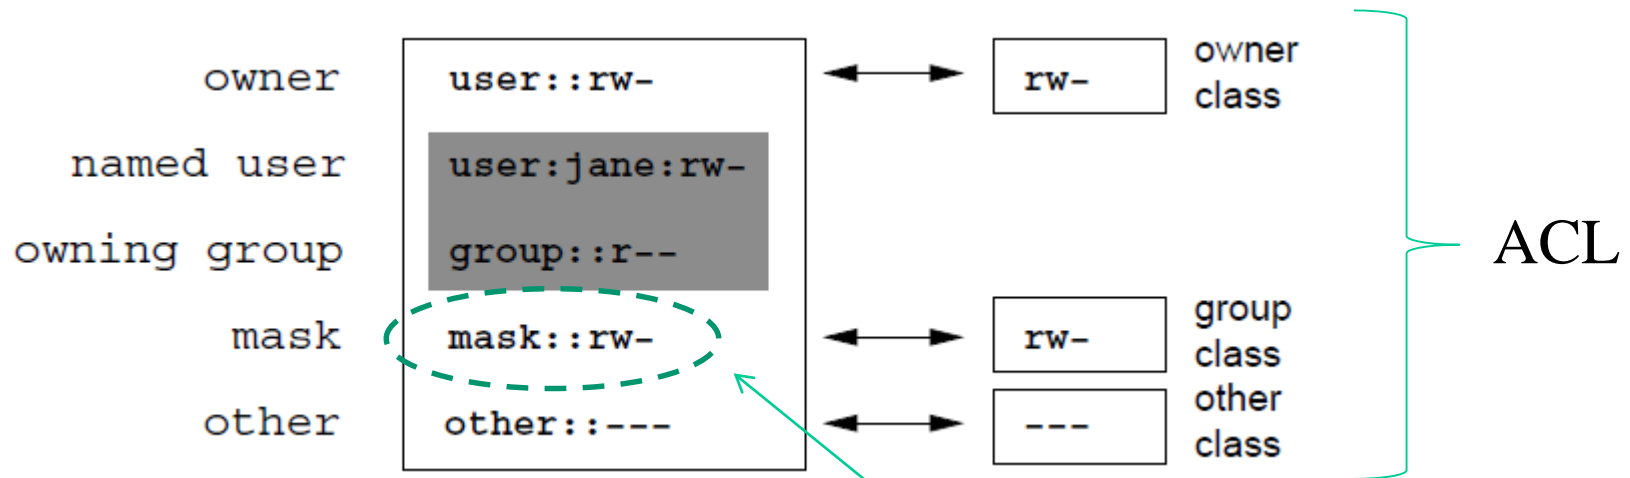 owner user::rw- rw- owner class
named user user:jane:rw-
owning group group::r--
ACL
mask mask::rw- rw- group class
other other::--- --- other class